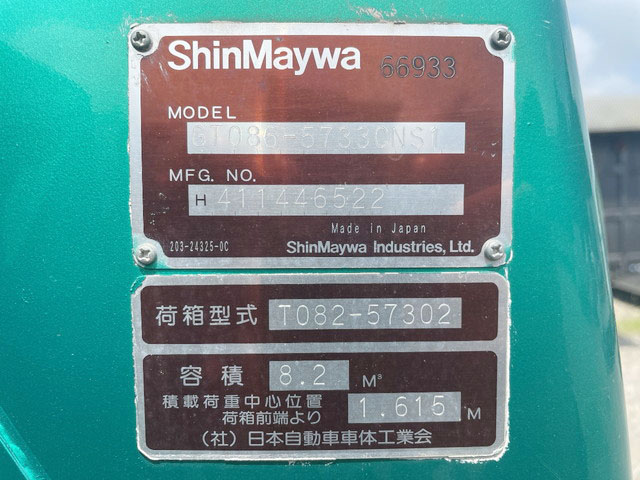 ShinMaywa 66933
MODEL
GT086-57330NS1
MFG. NO.
H 411446522
Made in Japan
203-24325-0C ShinMaywa Industries, Ltd.
荷箱型式 T082-57302
容積 8.2 M³
積載荷重中心位置
荷箱前端より 1.615 M
(社)日本自動車車体工業会